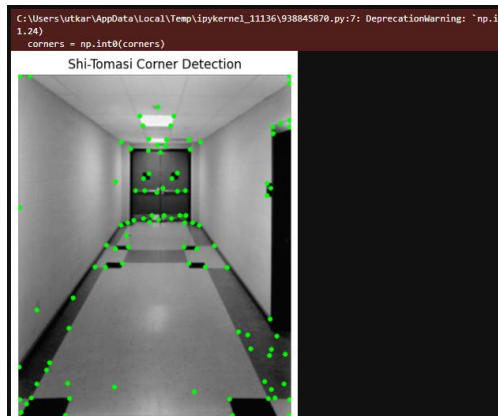 C:\Users\utkar\AppData\Local\Temp\ipykernel_11136\938845870.py:7: DeprecationWarning: `np.i
1.24)
corners = np.int0(corners)
Shi-Tomasi Corner Detection